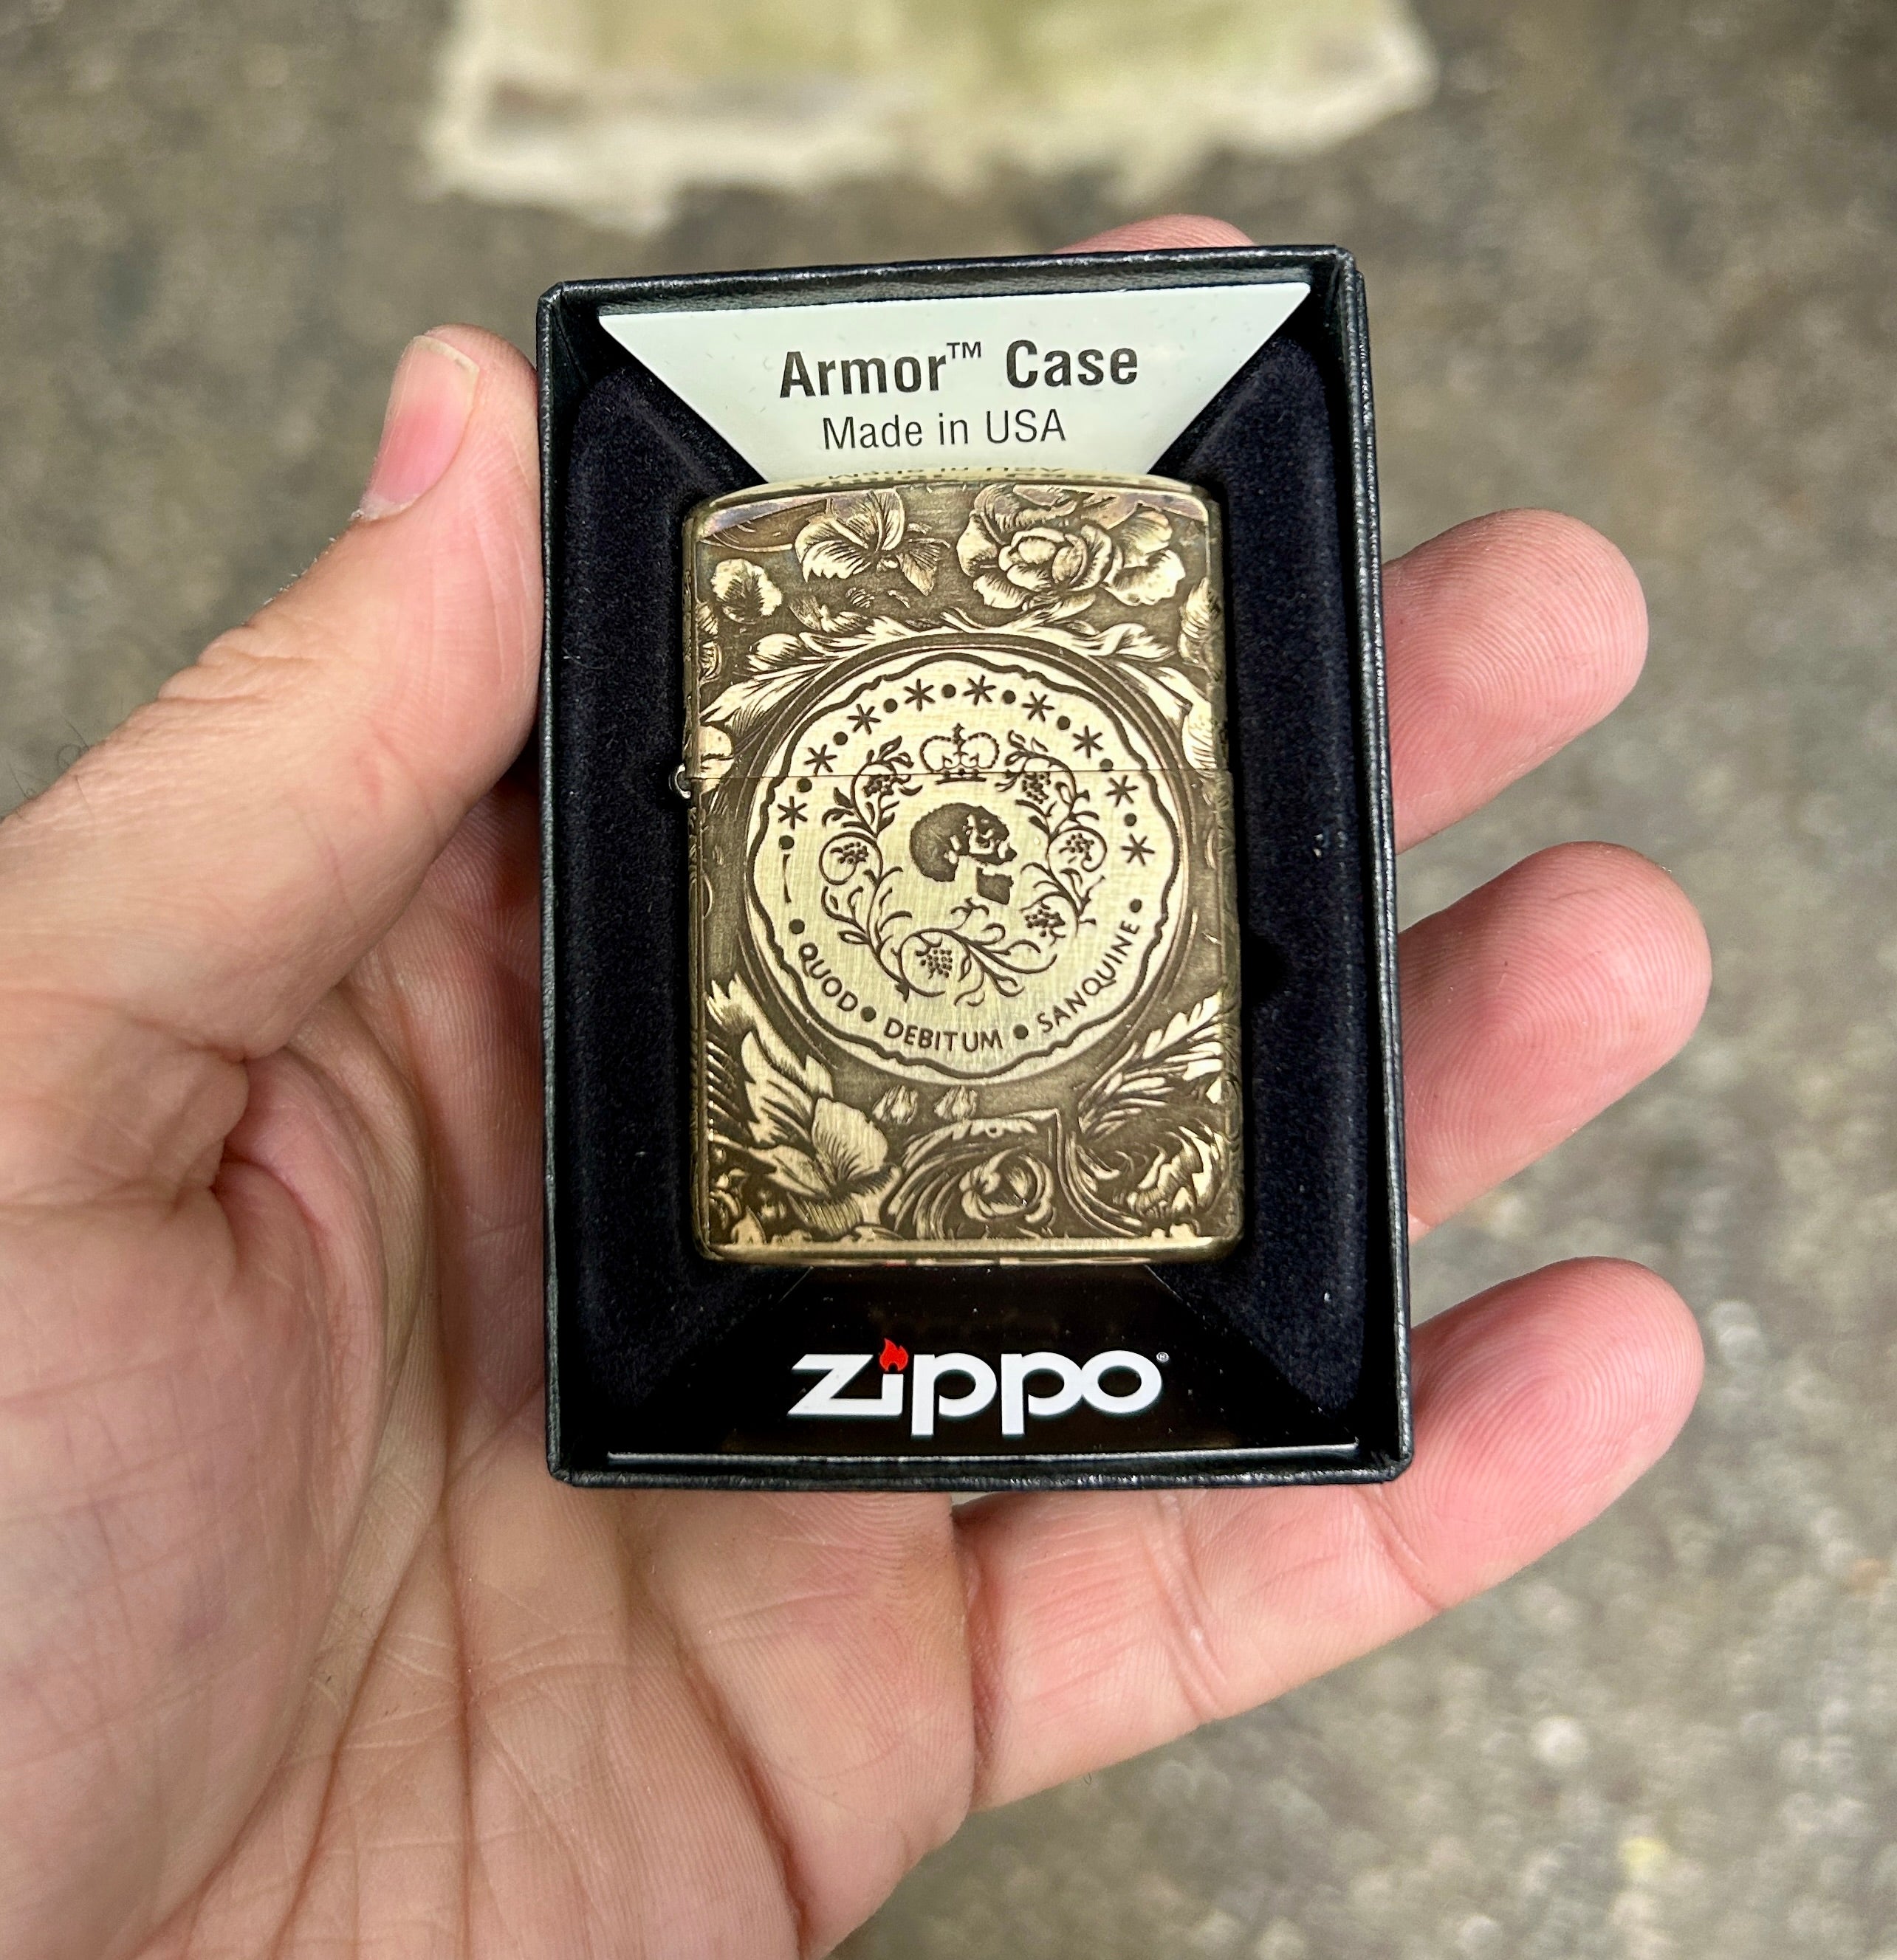 Armor™ Case
Made in USA
• QUOD • DEBITUM • SANQUINE •
zippo®